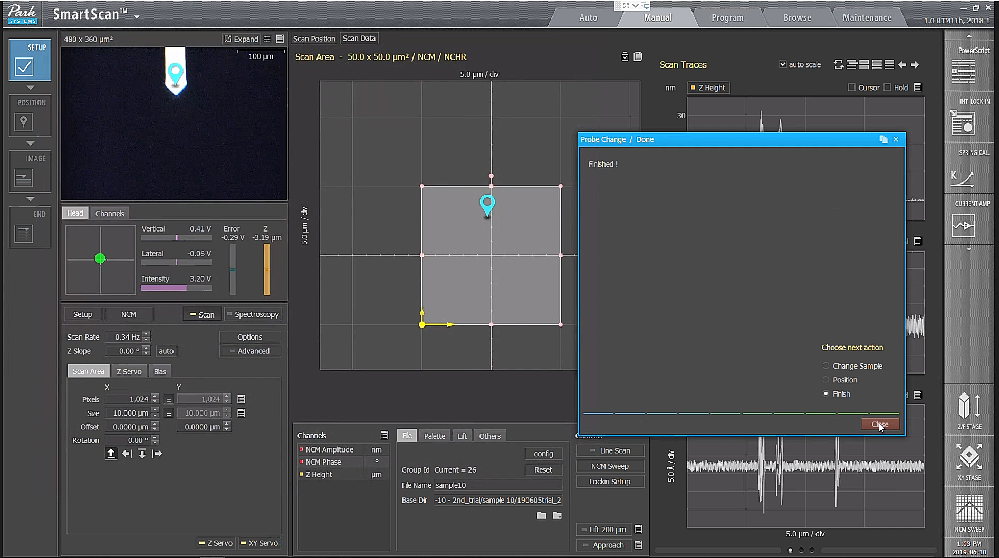 Park
SYSTEMS
SmartScan™
Auto
Manual
Program
Browse
Maintenance
1.0 RTM11h, 2018-1
SETUP
POSITION
IMAGE
END
480 x 360 µm²
Expand
100 µm
Head
Channels
Vertical 0.41 V
Lateral -0.06 V
Intensity 3.20 V
Error
-0.29 V
Z
-3.19 µm
Setup
NCM
Scan
Spectroscopy
Scan Rate 0.34 Hz
Options
Z Slope 0.00 °
auto
Advanced
Scan Area
Z Servo
Bias
X Y
Pixels 1,024 = 1,024
Size 10.000 µm = 10.000 µm
Offset 0.0000 µm 0.0000 µm
Rotation 0.00 °
Z Servo
XY Servo
Scan Position
Scan Data
Scan Area - 50.0 x 50.0 µm² / NCM / NCHR
5.0 µm / div
5.0 µm / div
Channels
NCM Amplitude nm
NCM Phase °
Z Height µm
File
Palette
Lift
Others
config
Group Id Current = 26
Reset
File Name sample10
Base Dir -10 - 2nd_trial/sample 10/190605trial_2
Line Scan
NCM Sweep
Lockin Setup
Lift 200 µm
Approach
Scan Traces
auto scale
nm
Z Height
Cursor
Hold
30
Probe Change / Done
Finished !
Choose next action
Change Sample
Position
Finish
Close
5.0 Å / div
5.0 µm / div
PowerScript
INT. LOCK-IN
SPRING CAL.
K
CURRENT AMP
Z/F STAGE
XY STAGE
NCM SWEEP
1:03 PM
2019-06-10